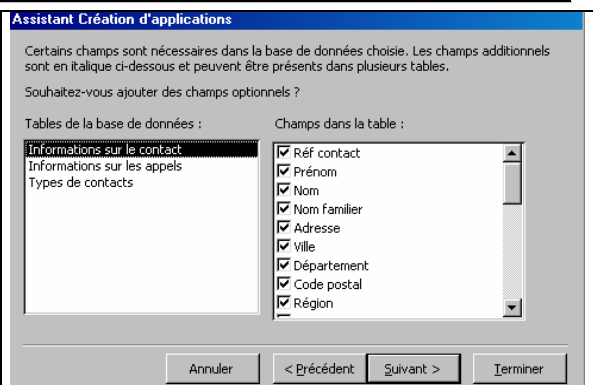 Assistant Création d'applications
Certains champs sont nécessaires dans la base de données choisie. Les champs additionnels
sont en italique ci-dessous et peuvent être présents dans plusieurs tables.
Souhaitez-vous ajouter des champs optionnels ?
Tables de la base de données :
Informations sur le contact
Informations sur les appels
Types de contacts
Champs dans la table :
Réf contact
Prénom
Nom
Nom familier
Adresse
Ville
Département
Code postal
Région
Annuler
< Précédent
Suivant >
Terminer